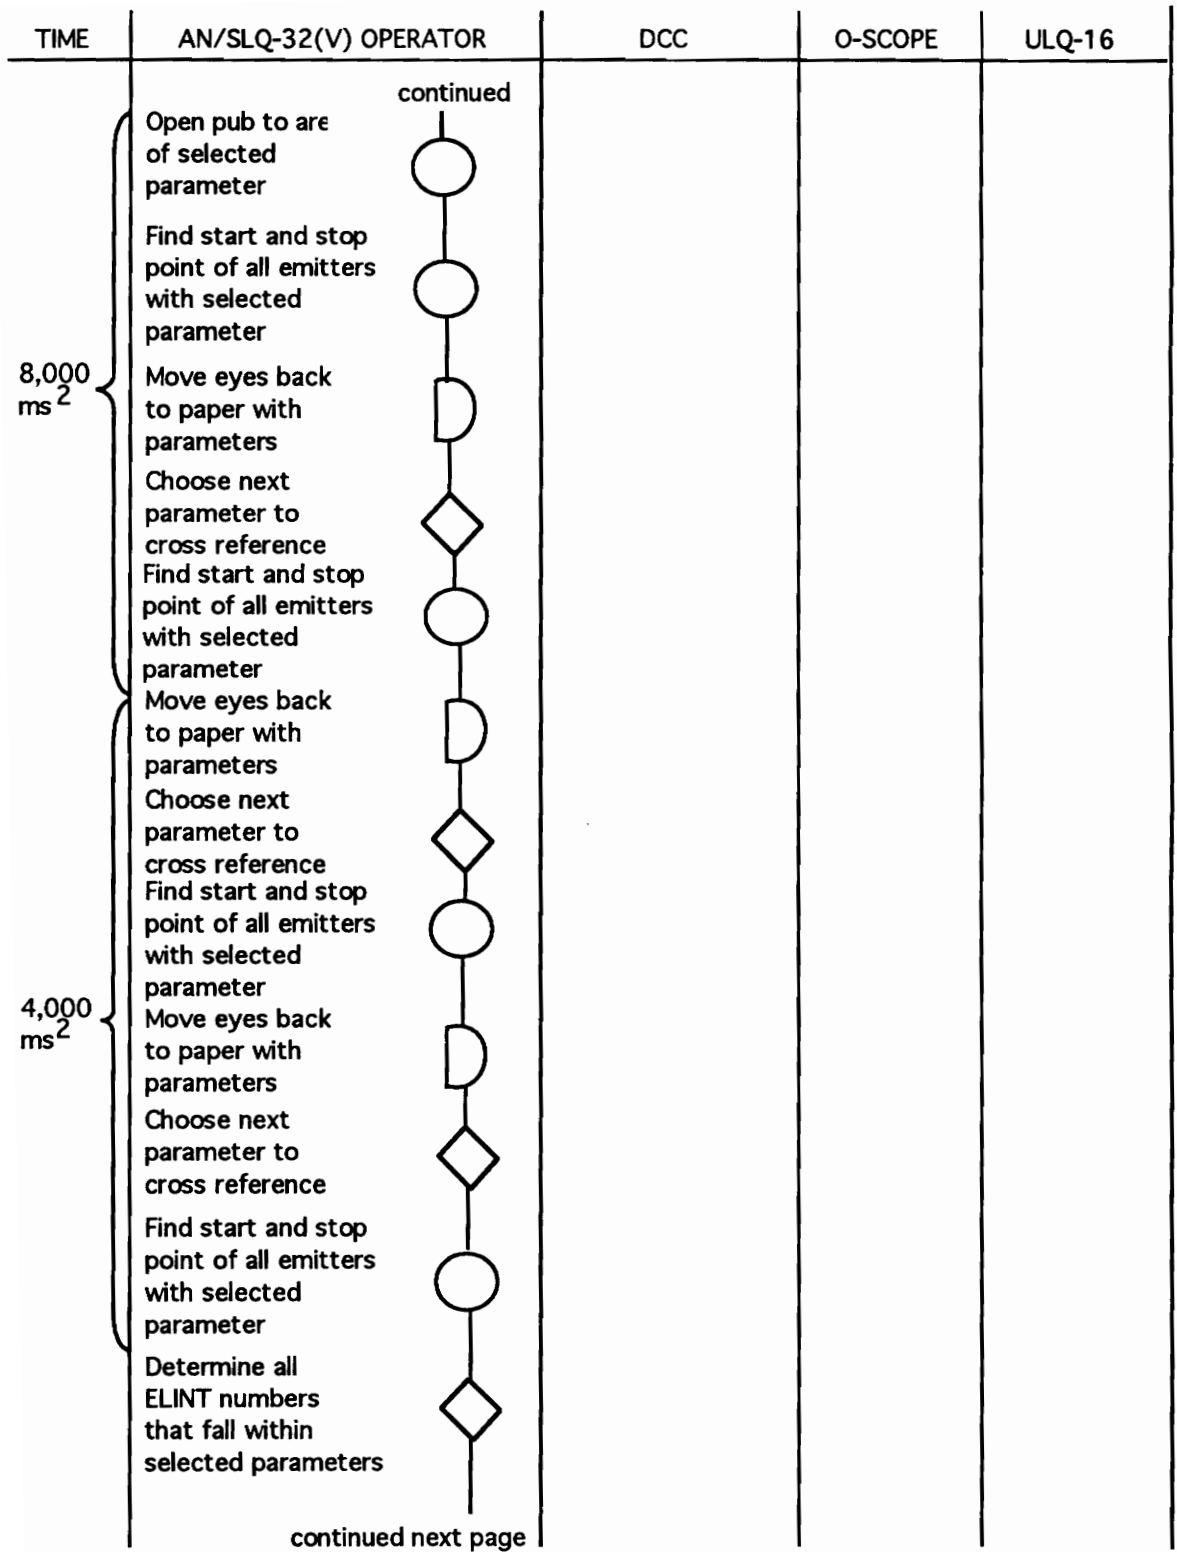 TIME AN/SLQ-32(V) OPERATOR DCC O-SCOPE ULQ-16
continued
Open pub to are
of selected
parameter
Find start and stop
point of all emitters
with selected
parameter
8,000
ms 2
Move eyes back
to paper with
parameters
Choose next
parameter to
cross reference
Find start and stop
point of all emitters
with selected
parameter
Move eyes back
to paper with
parameters
Choose next
parameter to
cross reference
Find start and stop
point of all emitters
with selected
parameter
4,000
ms2
Move eyes back
to paper with
parameters
Choose next
parameter to
cross reference
Find start and stop
point of all emitters
with selected
parameter
Determine all
ELINT numbers
that fall within
selected parameters
continued next page